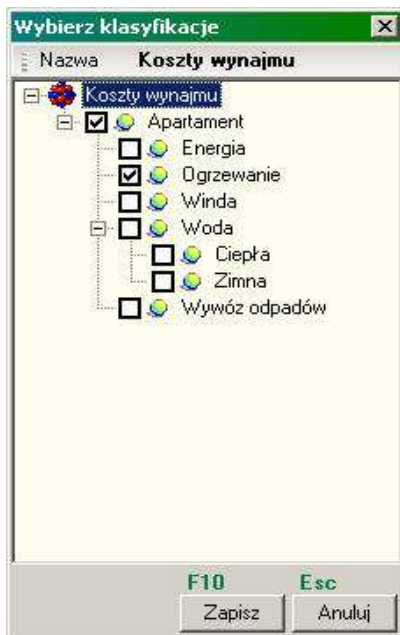 Wybierz klasyfikacje
Nazwa Koszty wynajmu
Koszty wynajmu
Apartament
Energia
Ogrzewanie
Winda
Woda
Ciepła
Zimna
Wywóz odpadów
F10 Esc
Zapisz Anuluj